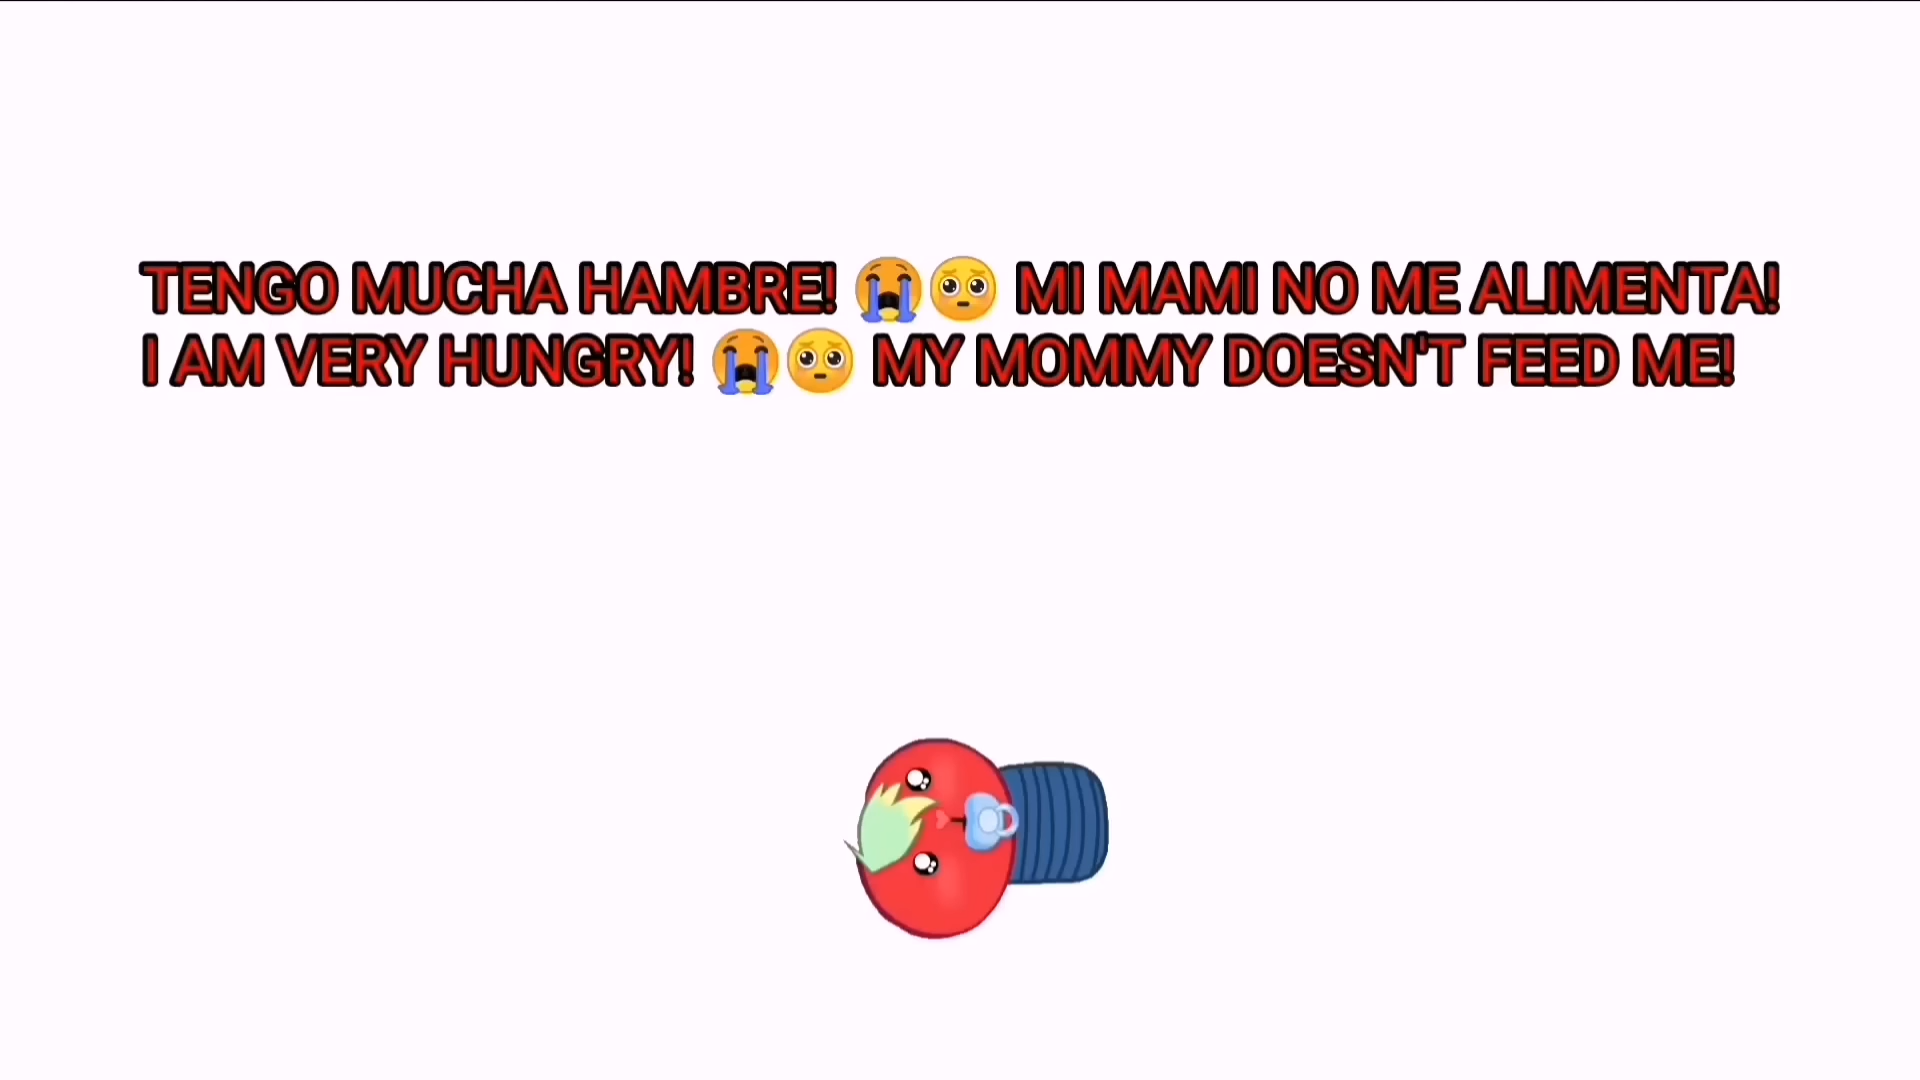 TENGO MUCHA HAMBRE! 😭🥺 MI MAMI NO ME ALIMENTA!
I AM VERY HUNGRY! 😭🥺 MY MOMMY DOESN'T FEED ME!